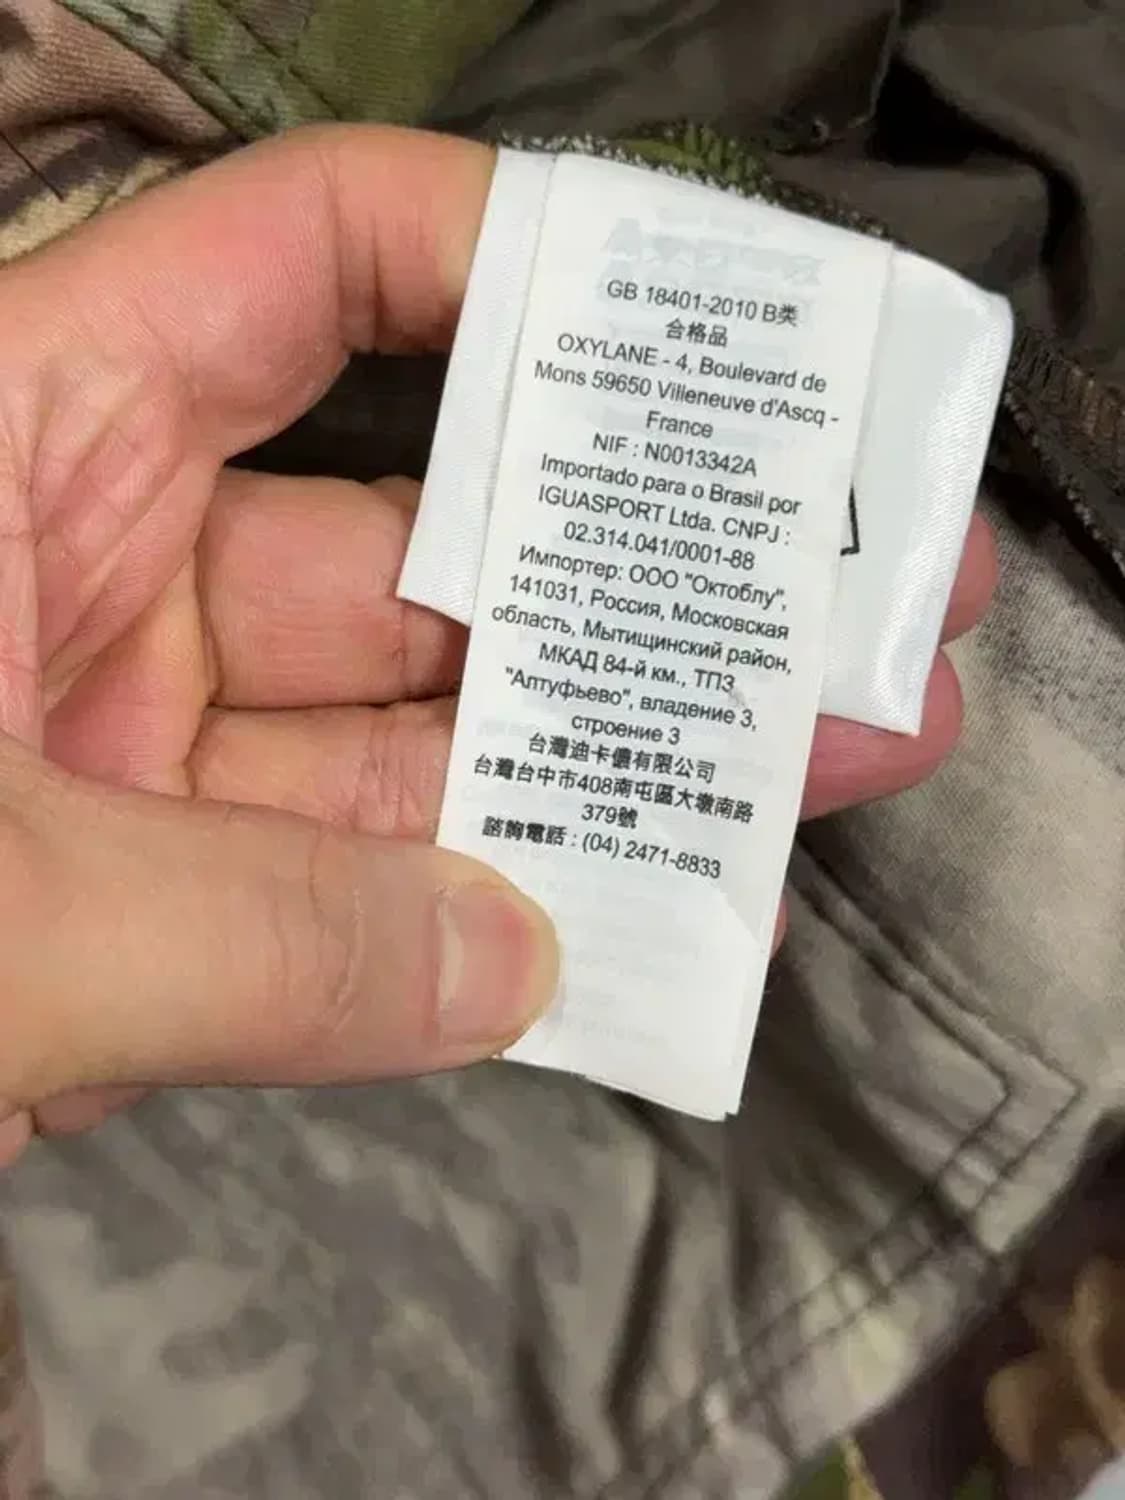 GB 18401-2010 B类
合格品
OXYLANE - 4, Boulevard de
Mons 59650 Villeneuve d'Ascq -
France
NIF : N0013342A
Importado para o Brasil por
IGUASPORT Ltda. CNPJ :
02.314.041/0001-88
Импортер: ООО "Октоблу",
141031, Россия, Московская
область, Мытищинский район,
МКАД 84-й км., ТПЗ
"Алтуфьево", владение 3,
строение 3
台灣迪卡儂有限公司
台灣台中市408南屯區大墩南路
379號
諮詢電話 : (04) 2471-8833